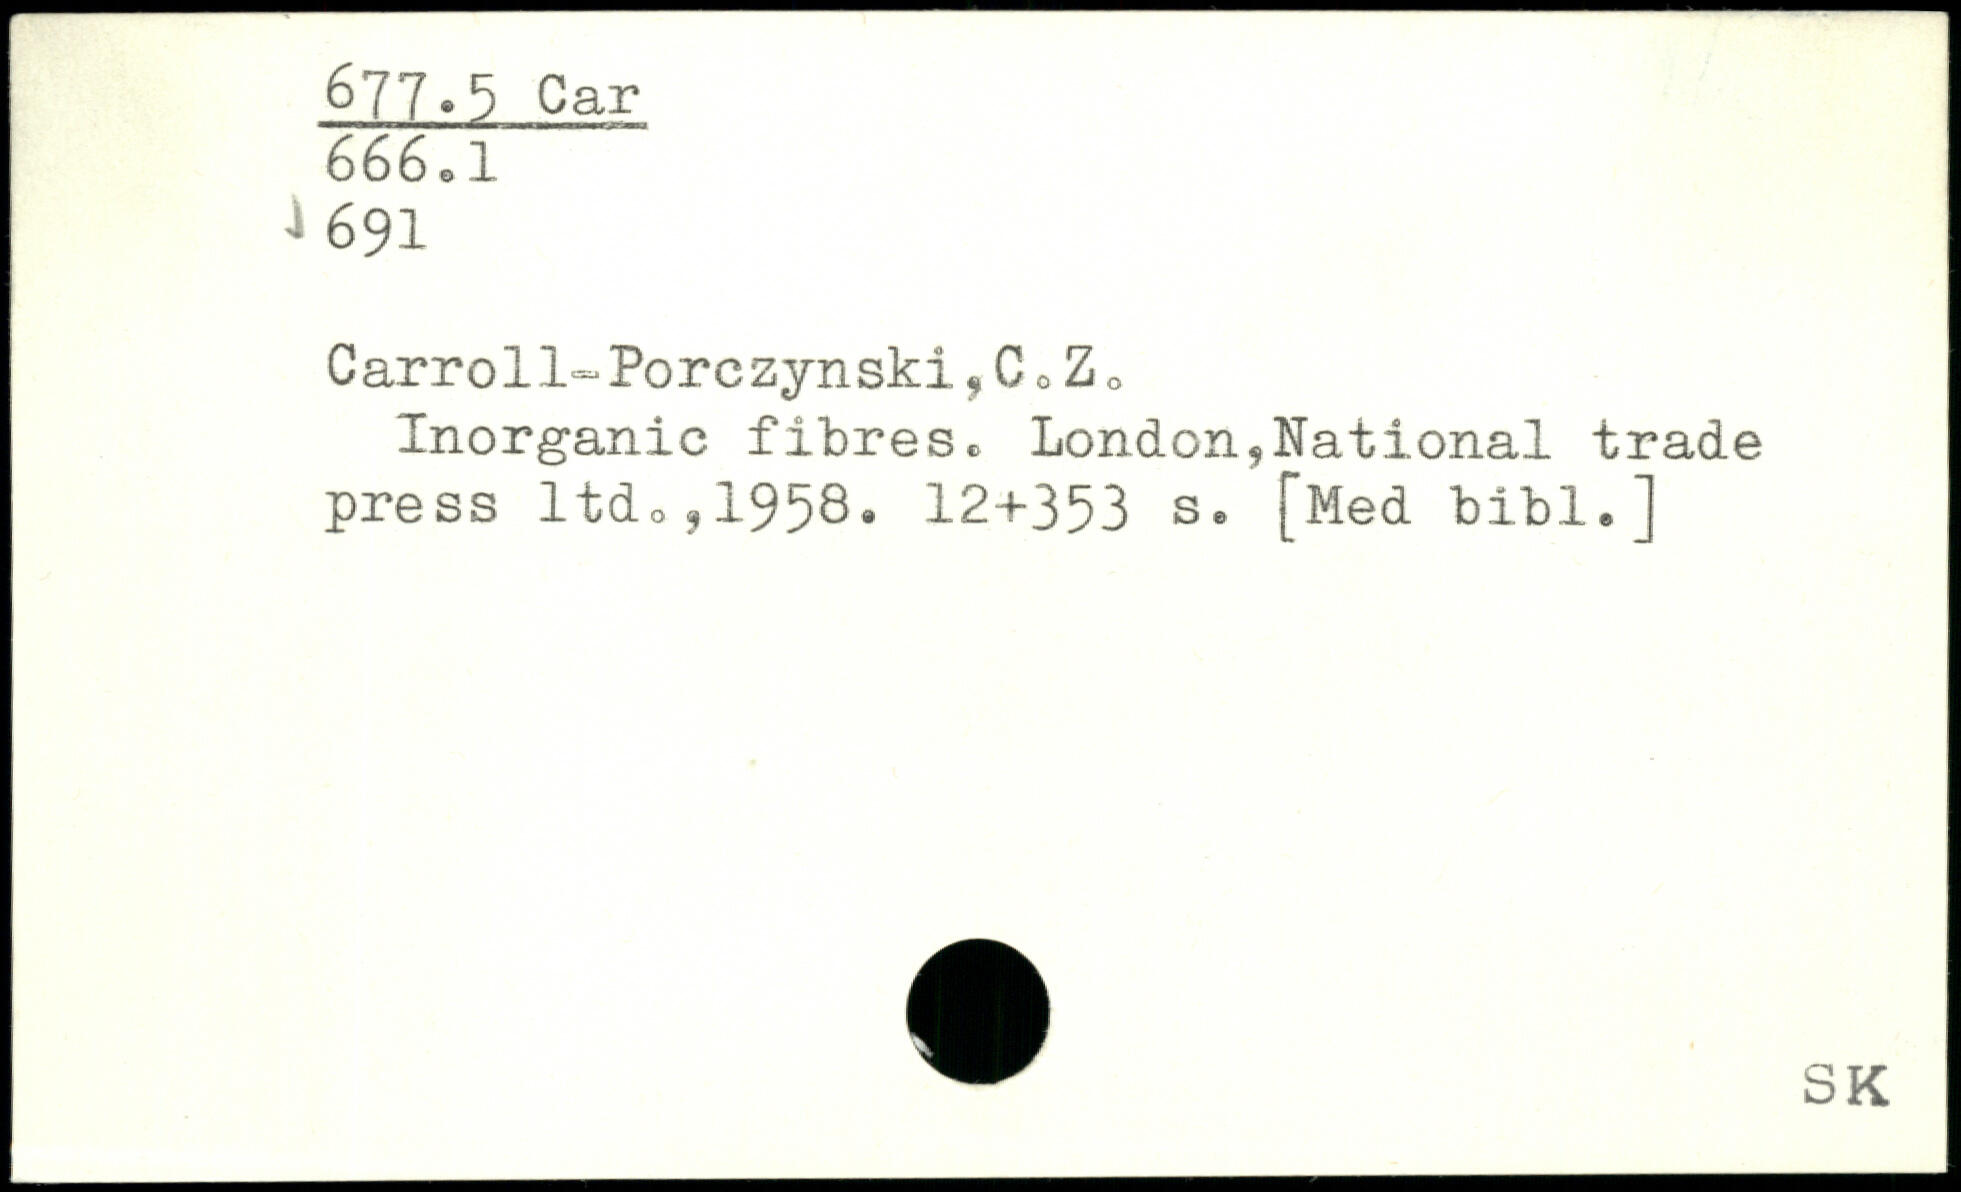 677.5 Car
666.1
691
Carroll-Porczynski,C.Z.
Inorganic fibres. London,National trade
press ltd.,1958. 12+353 s. [Med bibl.]
SK